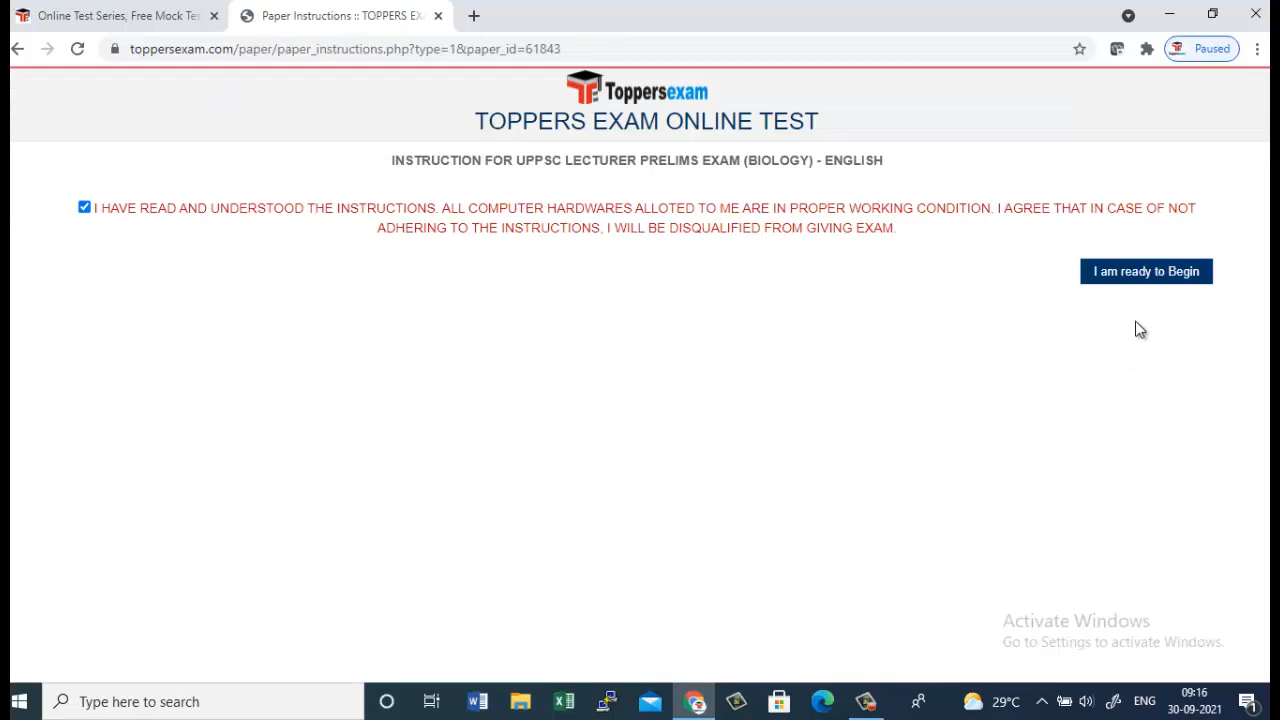 Online Test Series, Free Mock Tes
Paper Instructions :: TOPPERS EX
toppersexam.com/paper/paper_instructions.php?type=1&paper_id=61843
Paused
Toppersexam
TOPPERS EXAM ONLINE TEST
INSTRUCTION FOR UPPSC LECTURER PRELIMS EXAM (BIOLOGY) - ENGLISH
I HAVE READ AND UNDERSTOOD THE INSTRUCTIONS. ALL COMPUTER HARDWARES ALLOTED TO ME ARE IN PROPER WORKING CONDITION. I AGREE THAT IN CASE OF NOT
ADHERING TO THE INSTRUCTIONS, I WILL BE DISQUALIFIED FROM GIVING EXAM.
I am ready to Begin
Activate Windows
Go to Settings to activate Windows.
Type here to search
29°C
ENG
09:16
30-09-2021
1